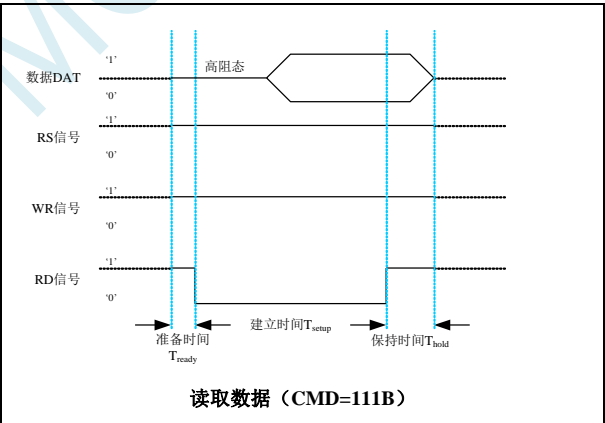 ‘1’
高阻态
数据DAT
‘0’
‘1’
RS信号
‘0’
‘1’
WR信号
‘0’
‘1’
RD信号
‘0’
建立时间Tsetup
准备时间
Tready
保持时间Thold
读取数据（CMD=111B）